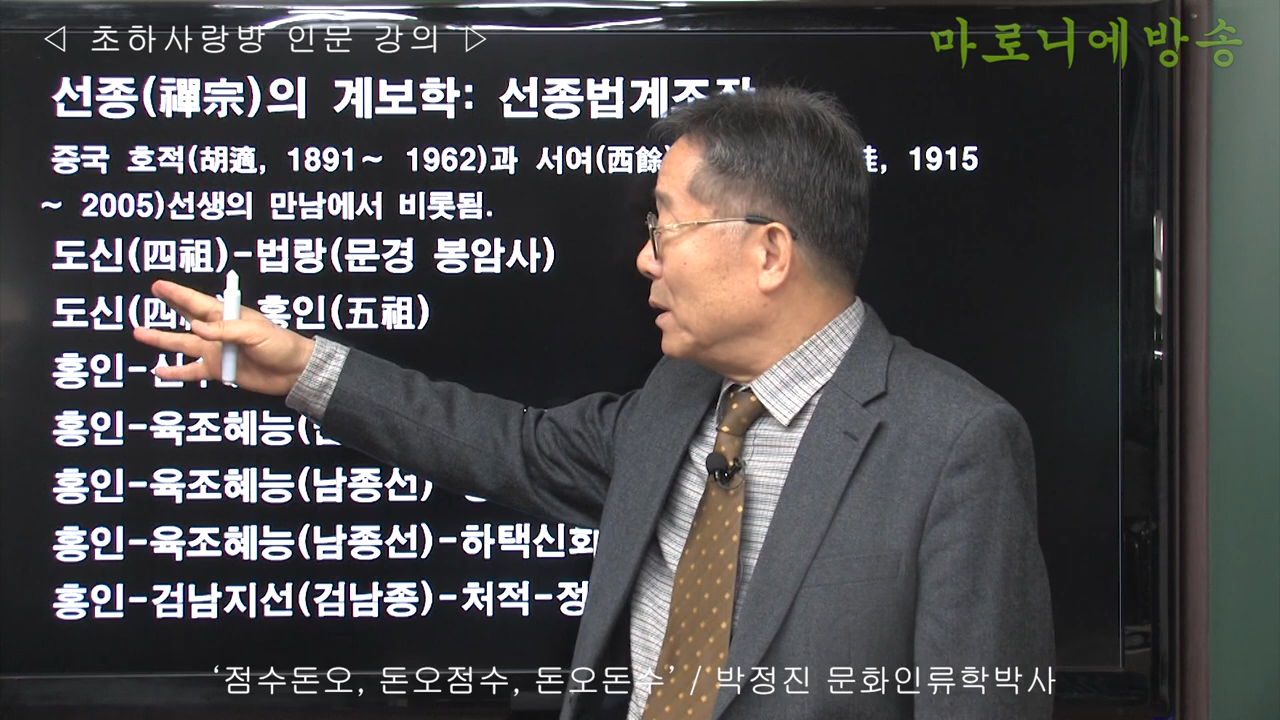 ◁ 초하사랑방 인문 강의 ▷
마로니에방송
선종(禪宗)의 계보학: 선종법계조작
중국 호적(胡適, 1891~ 1962)과 서여(西餘) 1915
~ 2005)선생의 만남에서 비롯됨.
도신(四祖)-법랑(문경 봉암사)
도신(四祖) 홍인(五祖)
홍인-신수
홍인-육조혜능(
홍인-육조혜능(남종선)
홍인-육조혜능(남종선)-하택신회
홍인-검남지선(검남종)-처적-정
‘점수돈오, 돈오점수, 돈오돈수’ / 박정진 문화인류학박사